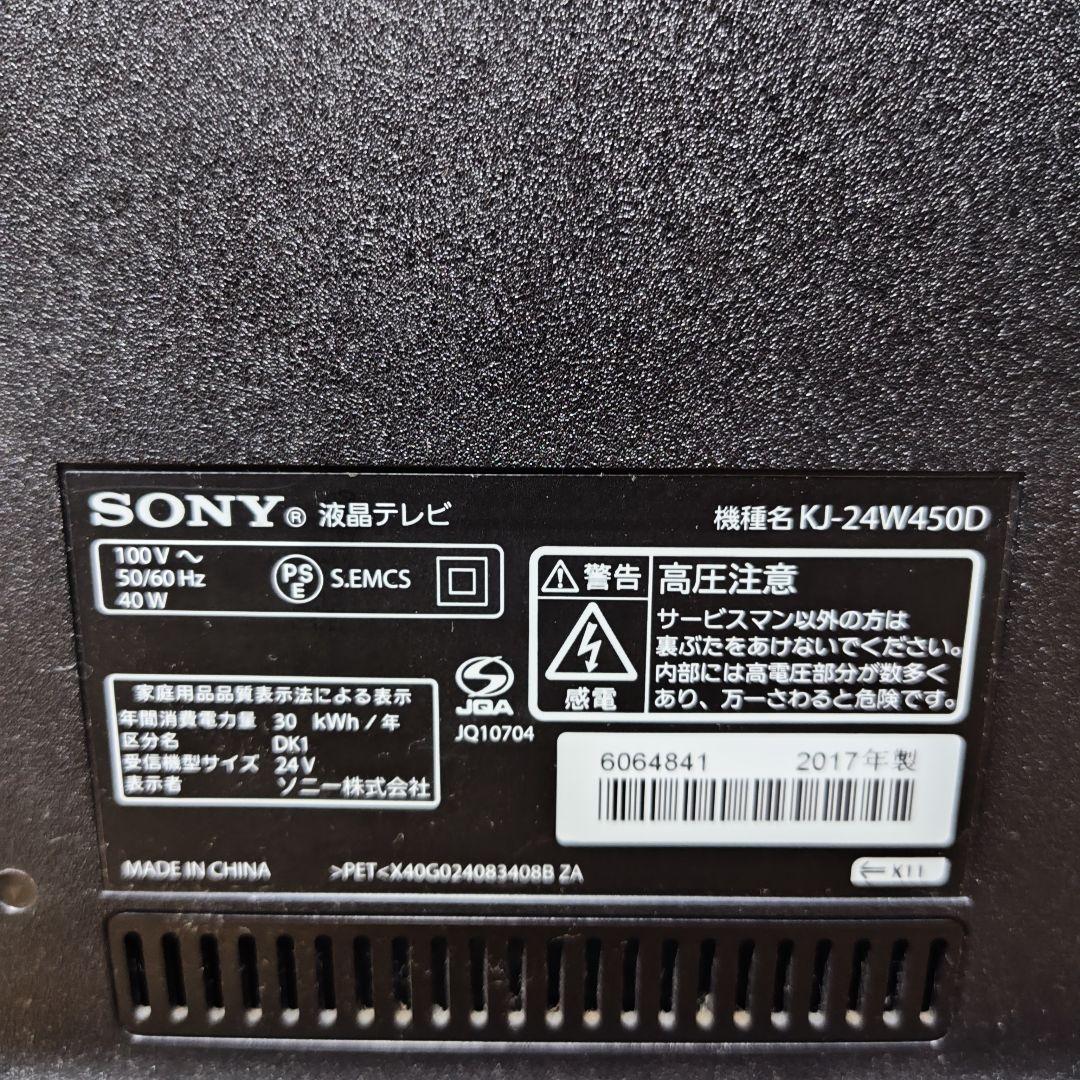 SONY® 液晶テレビ
機種名 KJ-24W450D
100V ～
50/60 Hz
40 W
PSE
S.EMCS
警告
高圧注意
サービスマン以外の方は
裏ぶたをあけないでください。
内部には高電圧部分が数多く
あり、万一さわると危険です。
感電
JQA
JQ10704
家庭用品品質表示法による表示
年間消費電力量 30 kWh / 年
区分名 DK1
受信機型サイズ 24V
表示者 ソニー株式会社
6064841 2017年製
MADE IN CHINA
>PET<X40G024083408B ZA
⇐ X11